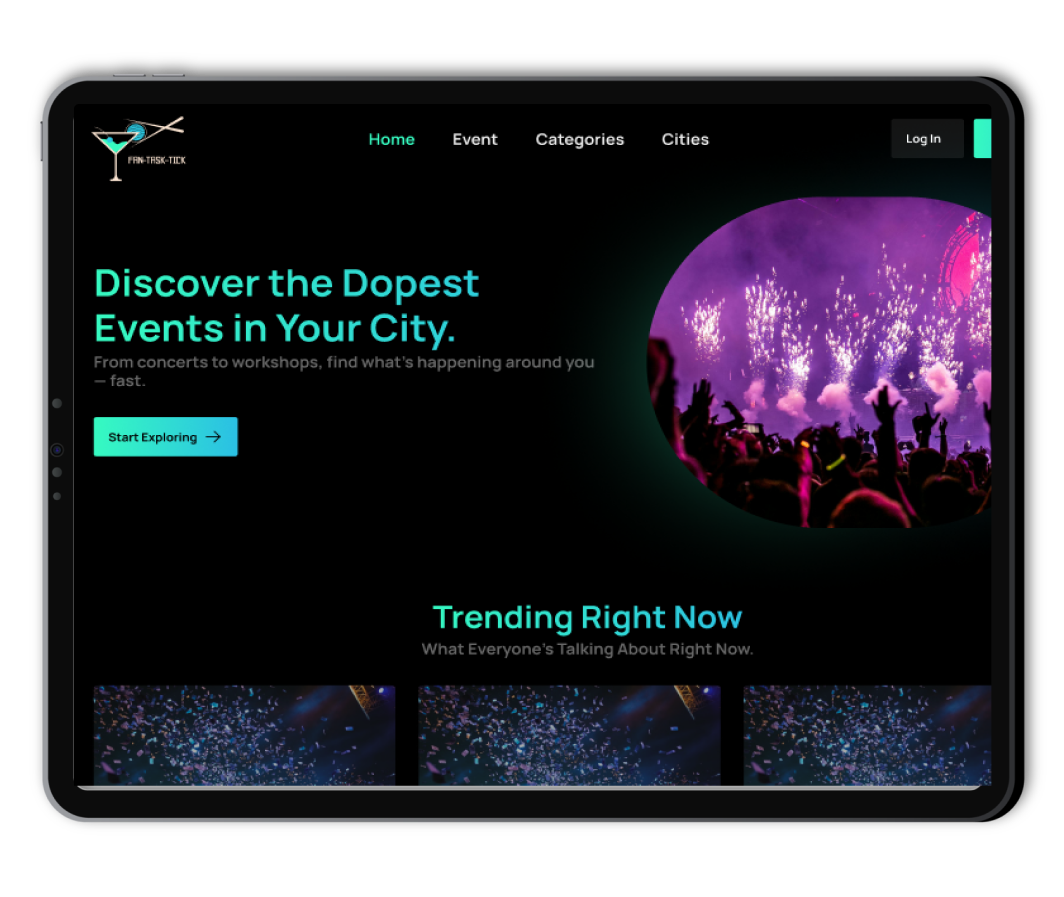 FAN-TASK-TICK
Home
Event
Categories
Cities
Log In
Discover the Dopest
Events in Your City.
From concerts to workshops, find what's happening around you
— fast.
Start Exploring
Trending Right Now
What Everyone's Talking About Right Now.